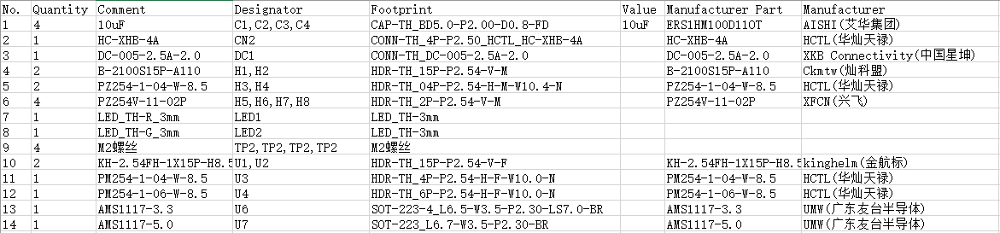 No. Quantity Comment Designator Footprint Value Manufacturer Part Manufacturer
1 4 10uF C1,C2,C3,C4 CAP-TH_BD5.0-P2.00-D0.8-FD 10uF ERS1HM100D11OT AISHI(艾华集团)
2 1 HC-XHB-4A CN2 CONN-TH_4P-P2.50_HCTL_HC-XHB-4A HC-XHB-4A HCTL(华灿天禄)
3 1 DC-005-2.5A-2.0 DC1 CONN-TH_DC-005-2.5A-2.0 DC-005-2.5A-2.0 XKB Connectivity(中国星坤)
4 2 B-2100S15P-A110 H1,H2 HDR-TH_15P-P2.54-V-M B-2100S15P-A110 Ckmtw(灿科盟)
5 2 PZ254-1-04-W-8.5 H3,H4 HDR-TH_04P-P2.54-H-M-W10.4-N PZ254-1-04-W-8.5 HCTL(华灿天禄)
6 4 PZ254V-11-02P H5,H6,H7,H8 HDR-TH_2P-P2.54-V-M PZ254V-11-02P XFCN(兴飞)
7 1 LED_TH-R_3mm LED1 LED_TH-3mm
8 1 LED_TH-G_3mm LED2 LED_TH-3mm
9 4 M2螺丝 TP2,TP2,TP2,TP2 M2螺丝
10 2 KH-2.54FH-1X15P-H8.5 U1,U2 HDR-TH_15P-P2.54-V-F KH-2.54FH-1X15P-H8.5 kinghelm(金航标)
11 1 PM254-1-04-W-8.5 U3 HDR-TH_4P-P2.54-H-F-W10.0-N PM254-1-04-W-8.5 HCTL(华灿天禄)
12 1 PM254-1-06-W-8.5 U4 HDR-TH_6P-P2.54-H-F-W10.0-N PM254-1-06-W-8.5 HCTL(华灿天禄)
13 1 AMS1117-3.3 U6 SOT-223-4_L6.5-W3.5-P2.30-LS7.0-BR AMS1117-3.3 UMW(广东友台半导体)
14 1 AMS1117-5.0 U7 SOT-223_L6.7-W3.5-P2.30-BR AMS1117-5.0 UMW(广东友台半导体)